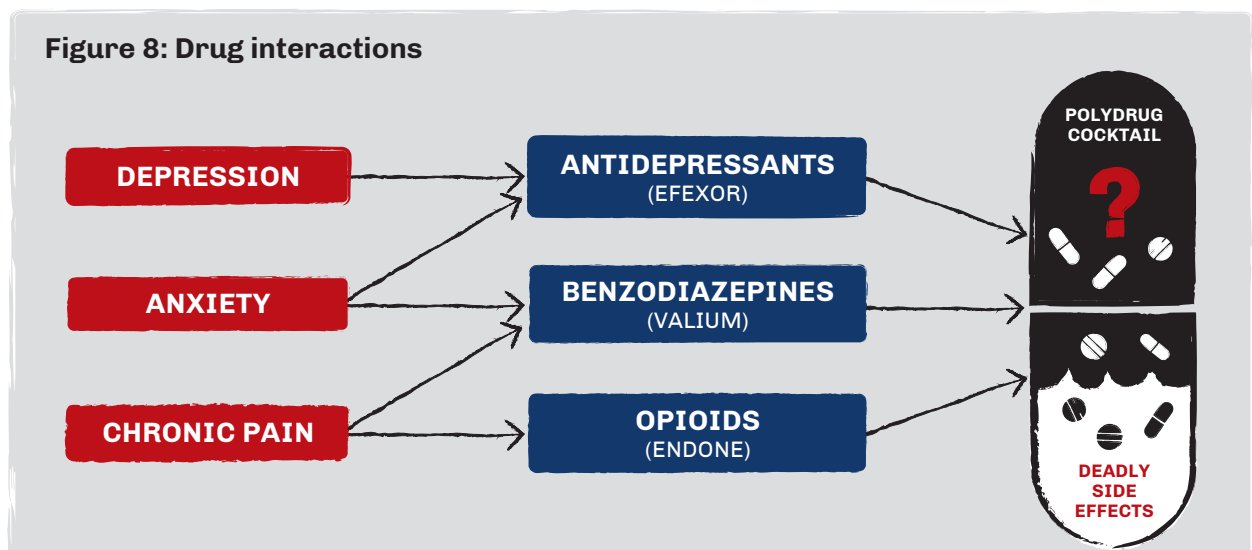 Figure 8: Drug interactions
DEPRESSION
ANXIETY
CHRONIC PAIN
ANTIDEPRESSANTS
(EFEXOR)
BENZODIAZEPINES
(VALIUM)
OPIOIDS
(ENDONE)
POLYDRUG
COCKTAIL
?
DEADLY
SIDE
EFFECTS